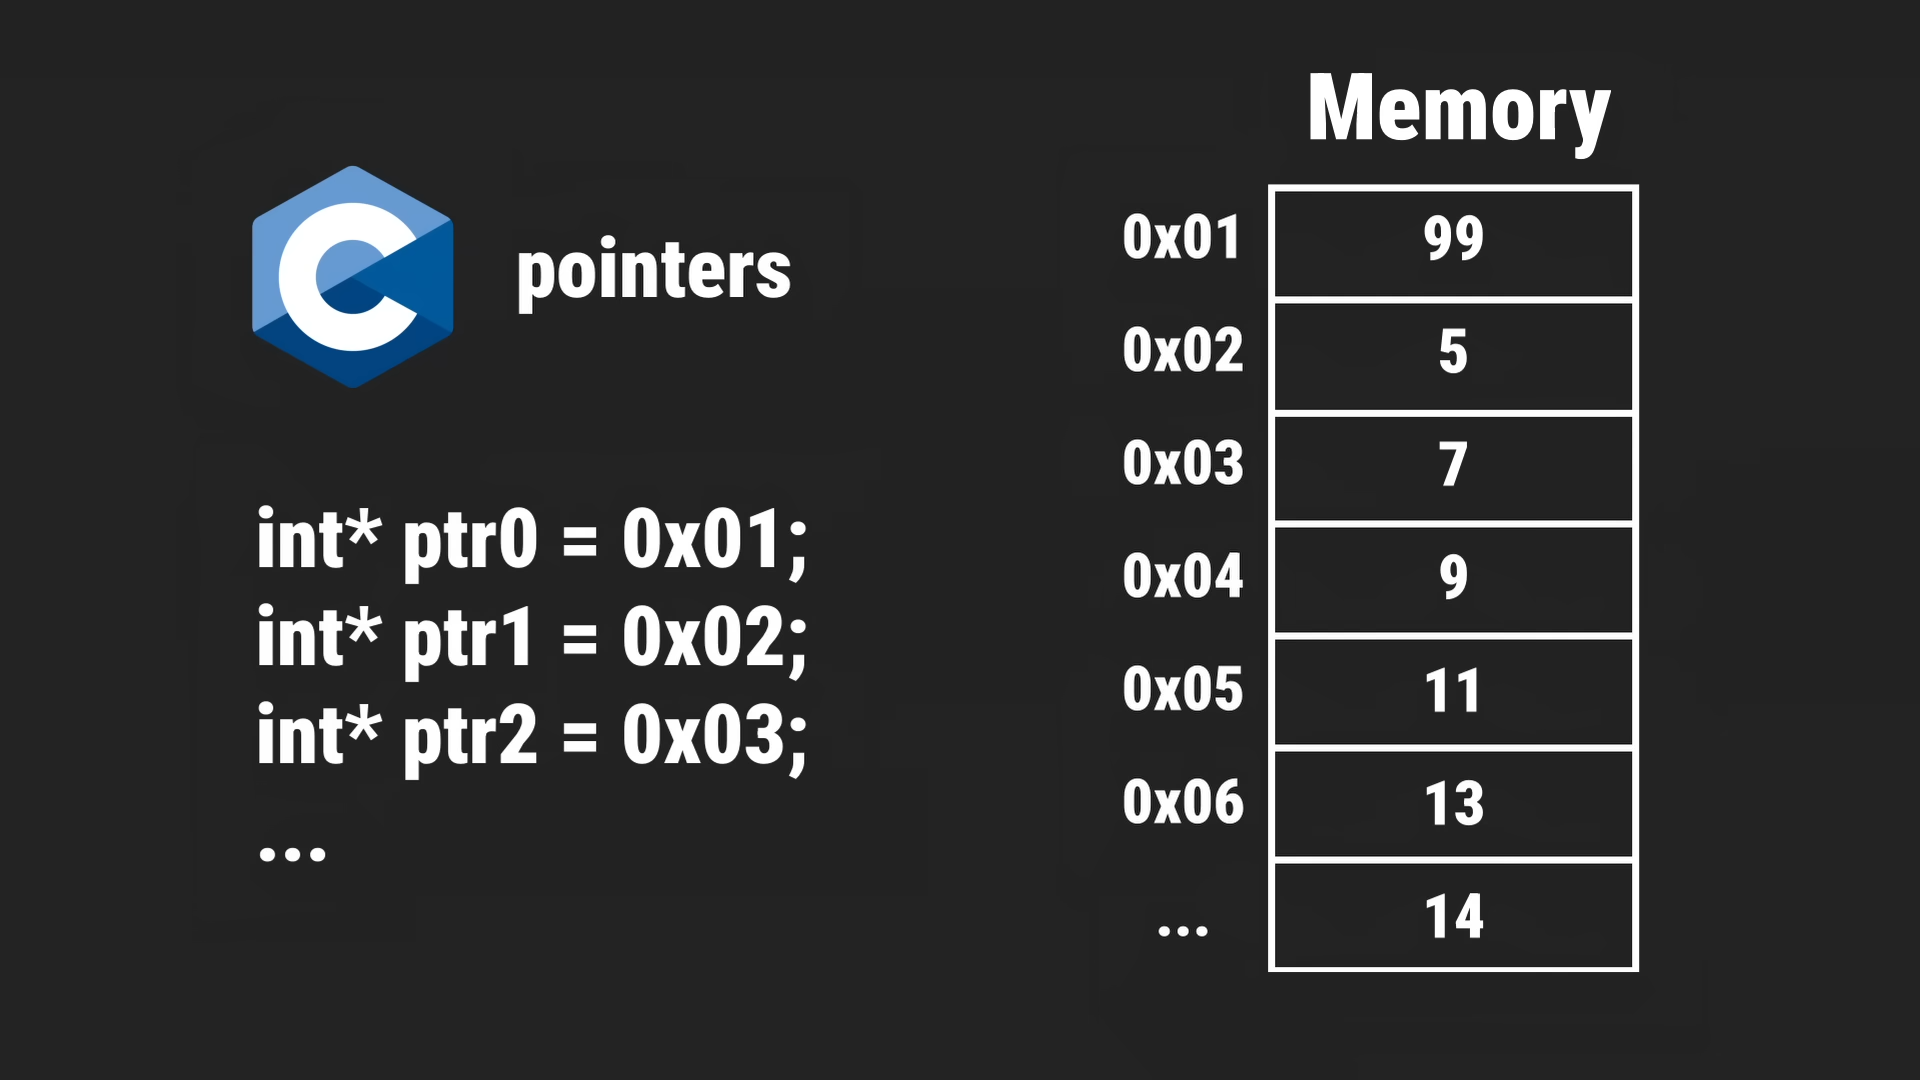 pointers
int* ptr0 = 0x01;
int* ptr1 = 0x02;
int* ptr2 = 0x03;
...
Memory
0x01 99
0x02 5
0x03 7
0x04 9
0x05 11
0x06 13
... 14